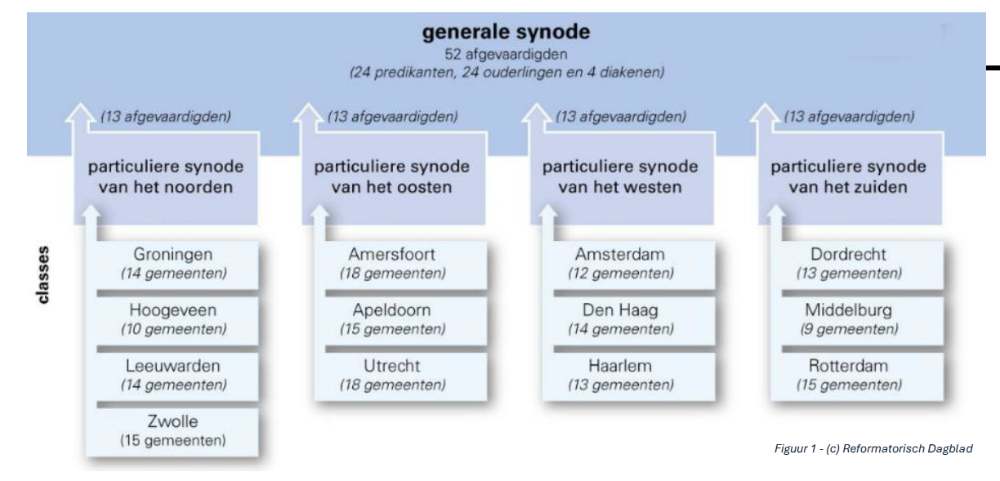 generale synode
52 afgevaardigden
(24 predikanten, 24 ouderlingen en 4 diakenen)
(13 afgevaardigden)
particuliere synode
van het noorden
(13 afgevaardigden)
particuliere synode
van het oosten
(13 afgevaardigden)
particuliere synode
van het westen
(13 afgevaardigden)
particuliere synode
van het zuiden
classes
Groningen
(14 gemeenten)
Hoogeveen
(10 gemeenten)
Leeuwarden
(14 gemeenten)
Zwolle
(15 gemeenten)
Amersfoort
(18 gemeenten)
Apeldoorn
(15 gemeenten)
Utrecht
(18 gemeenten)
Amsterdam
(12 gemeenten)
Den Haag
(14 gemeenten)
Haarlem
(13 gemeenten)
Dordrecht
(13 gemeenten)
Middelburg
(9 gemeenten)
Rotterdam
(15 gemeenten)
Figuur 1 - (c) Reformatorisch Dagblad